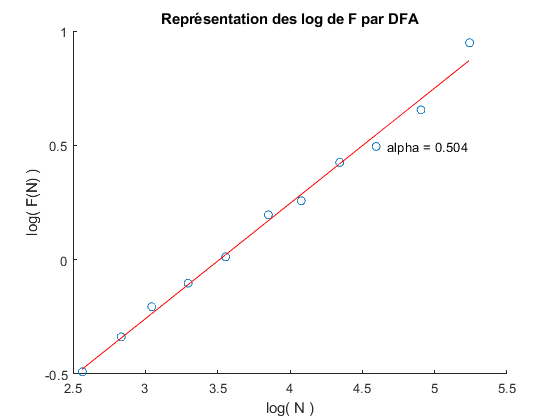 Représentation des log de F par DFA
log( F(N) )
1
0.5
0
-0.5
alpha = 0.504
2.5 3 3.5 4 4.5 5 5.5
log( N )